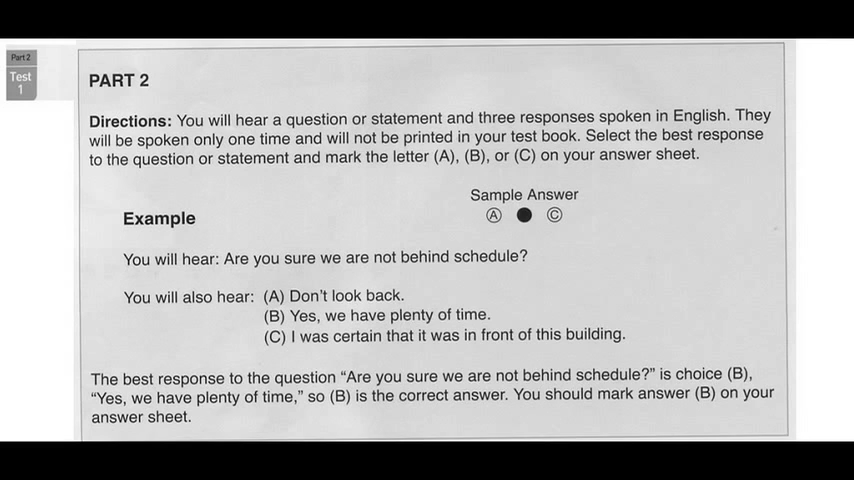 Part 2
Test
1
PART 2
Directions: You will hear a question or statement and three responses spoken in English. They
will be spoken only one time and will not be printed in your test book. Select the best response
to the question or statement and mark the letter (A), (B), or (C) on your answer sheet.
Sample Answer
Example
Ⓐ ● Ⓒ
You will hear: Are you sure we are not behind schedule?
You will also hear: (A) Don't look back.
(B) Yes, we have plenty of time.
(C) I was certain that it was in front of this building.
The best response to the question “Are you sure we are not behind schedule?” is choice (B),
“Yes, we have plenty of time,” so (B) is the correct answer. You should mark answer (B) on your
answer sheet.